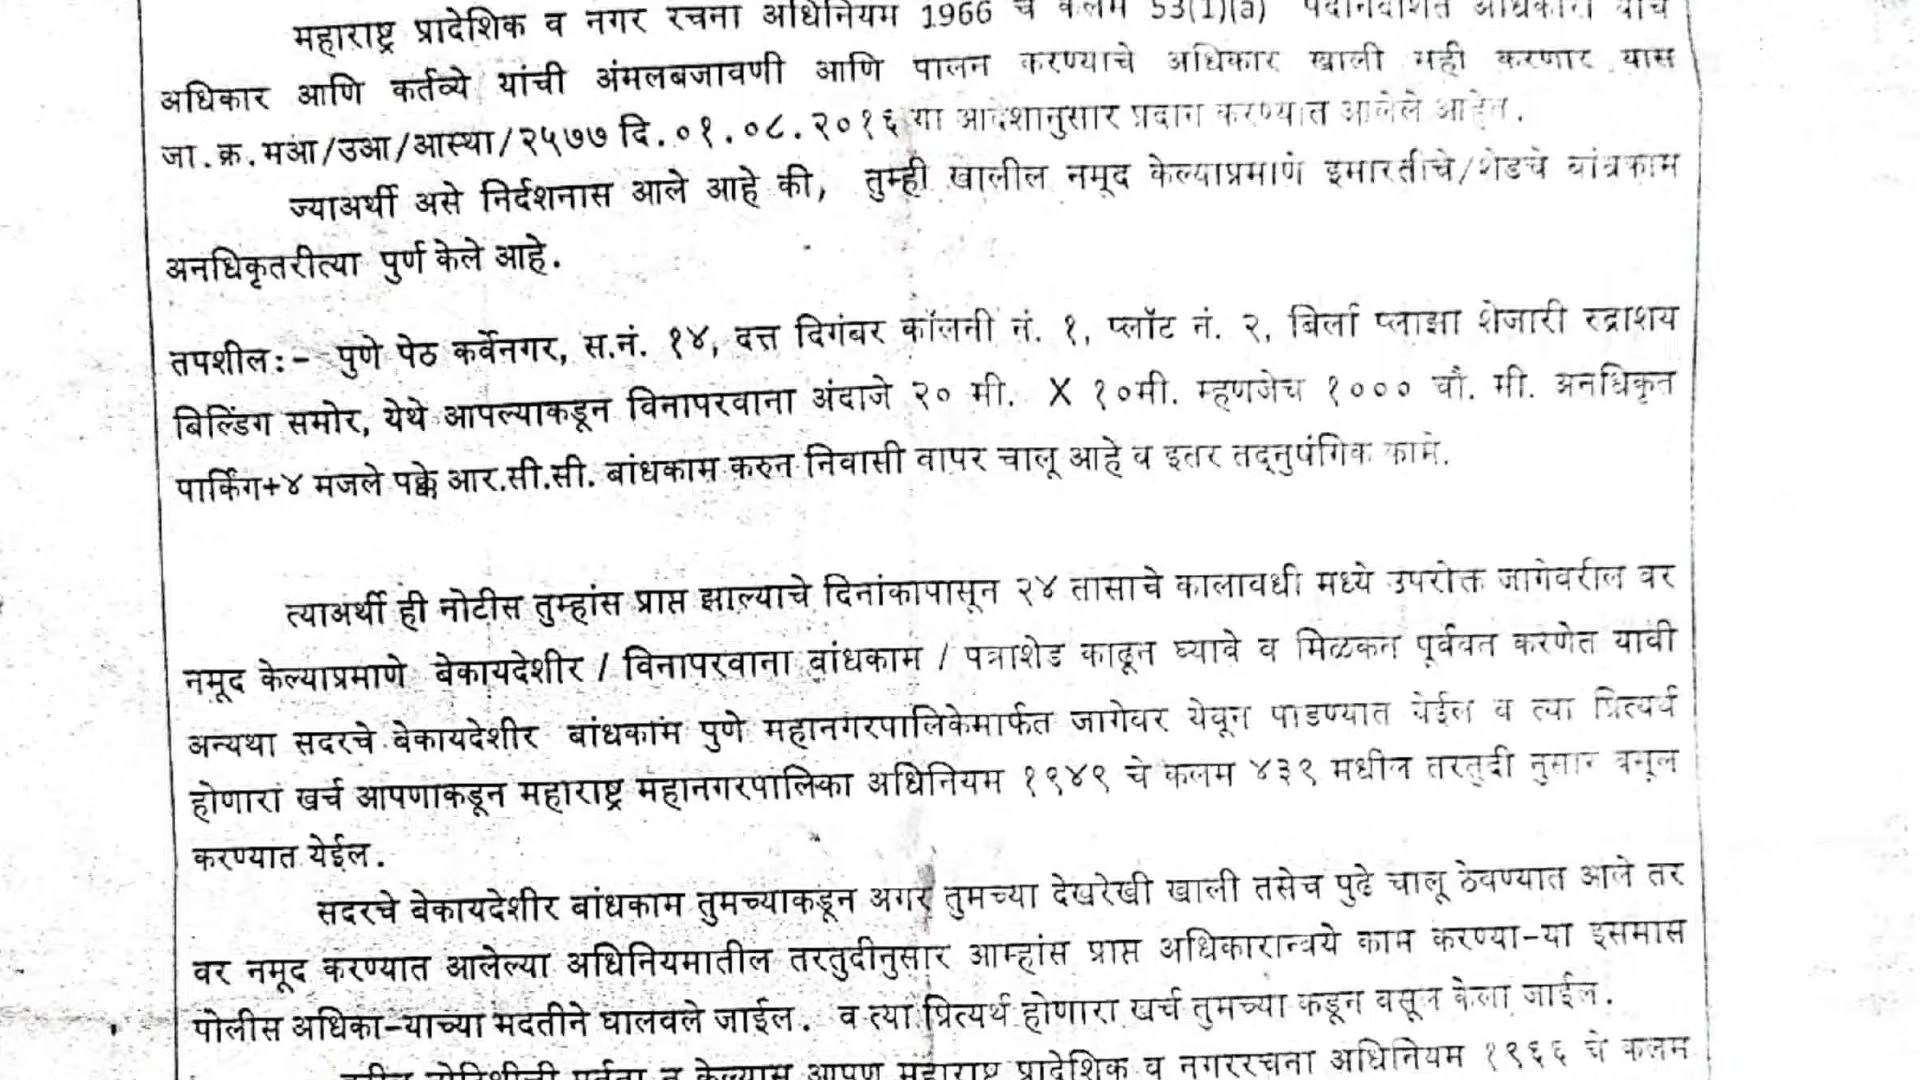 महाराष्ट्र प्रादेशिक व नगर रचना अधिनियम 1966 चे कलम 53(1)(a) पदनिर्देशित अधिकारी यांचे
अधिकार आणि कर्तव्ये यांची अंमलबजावणी आणि पालन करण्याचे अधिकार खाली सही करणार यास
जा.क्र.मआ/उआ/आस्था/२५७७ दि.०१.०८.२०१६ या आदेशानुसार प्रदान करण्यात आलेले आहेत.
ज्याअर्थी असे निर्दशनास आले आहे की, तुम्ही खालील नमूद केल्याप्रमाणे इमारतीचे/शेडचे बांधकाम
अनधिकृतरीत्या पुर्ण केले आहे.
तपशील:- पुणे पेठ कर्वेनगर, स.नं. १४, दत्त दिगंबर कॉलनी नं. १, प्लॉट नं. २, बिर्ला प्लाझा शेजारी
बिल्डिंग समोर, येथे आपल्याकडून विनापरवाना अंदाजे २० मी. X १०मी. म्हणजेच १००० चौ. मी. अनधिकृत
पार्किंग+४ मजले पक्के आर.सी.सी. बांधकाम करुन निवासी वापर चालू आहे व इतर तद्नुषंगिक कामे.
त्याअर्थी ही नोटीस तुम्हांस प्राप्त झाल्याचे दिनांकापासून २४ तासाचे कालावधी मध्ये उपरोक्त जागेवरील वर
नमूद केल्याप्रमाणे बेकायदेशीर / विनापरवाना बांधकाम / पत्राशेड काढून घ्यावे व मिळकत पूर्ववत करणेत यावी
अन्यथा सदरचे बेकायदेशीर बांधकाम पुणे महानगरपालिकेमार्फत जागेवर येवून पाडण्यात येईल व त्या प्रित्यर्थ
होणारा खर्च आपणाकडून महाराष्ट्र महानगरपालिका अधिनियम १९४९ चे कलम ४३९ मधील तरतुदी नुसार वसूल
करण्यात येईल.
सदरचे बेकायदेशीर बांधकाम तुमच्याकडून अगर तुमच्या देखरेखी खाली तसेच पुढे चालू ठेवण्यात आले तर
वर नमूद करण्यात आलेल्या अधिनियमातील तरतुदीनुसार आम्हांस प्राप्त अधिकारान्वये काम करण्या-या इसमास
पोलीस अधिका-याच्या मदतीने घालवले जाईल. व त्या प्रित्यर्थ होणारा खर्च तुमच्या कडून वसूल केला जाईल.
न केल्यास आपण महाराष्ट्र प्रादेशिक व नगररचना अधिनियम १९६६ चे कलम